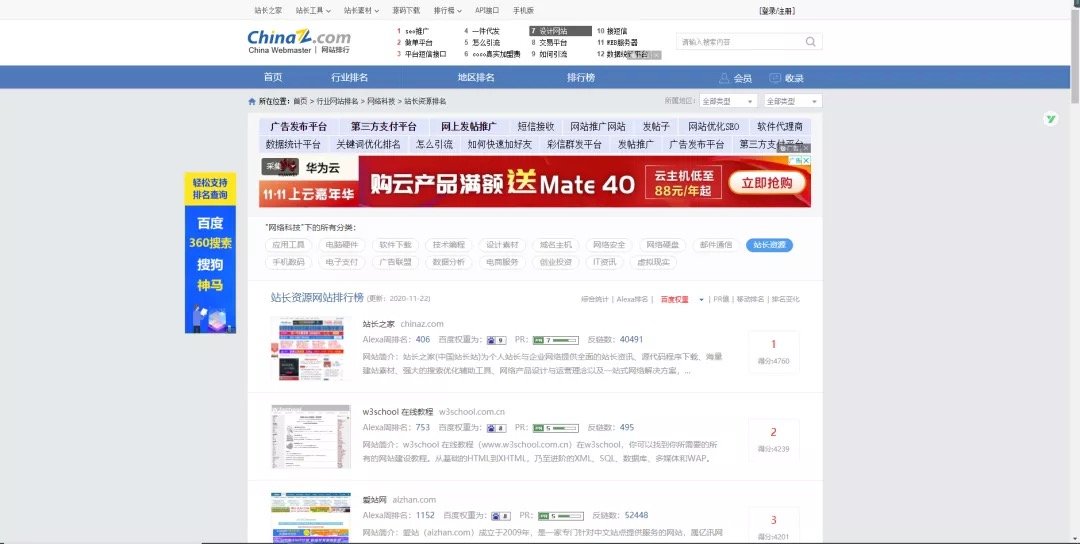 站长之家 站长工具 站长素材 源码下载 排行榜 API接口 手机版 [登录/注册]
ChinaZ.com
China Webmaster | 网站排行
1 seo推广 4 一件代发 7 设计网站 10 接短信
2 做单平台 5 怎么引流 8 交易平台 11 WEB服务器
3 平台短信接口 6 coco真实加盟费 9 如何引流 12 数据统计平台
请输入搜索内容
首页 行业排名 地区排名 排行榜 会员 收录
所在位置：首页 > 行业网站排名 > 网络科技 > 站长资源排名 所属地区： 全部类型 全部类型
广告发布平台 第三方支付平台 网上发帖推广 短信接收 网站推广网站 发帖子 网站优化SEO 软件代理商
数据统计平台 关键词优化排名 怎么引流 如何快速加好友 彩信群发平台 发帖推广 广告发布平台 第三方支付平台
广告
华为云
11·11上云嘉年华
购云产品满额送Mate 40
云主机低至
88元/年起
立即抢购
轻松支持
排名查询
百度
360搜索
搜狗
神马
"网络科技"下的所有分类：
应用工具 电脑硬件 软件下载 技术编程 设计素材 域名主机 网络安全 网络硬盘 邮件通信 站长资源
手机数码 电子支付 广告联盟 数据分析 电商服务 创业投资 IT资讯 虚拟现实
站长资源网站排行榜 (更新：2020-11-22) 综合统计 | Alexa排名 | 百度权重 | PR值 | 移动排名 | 排名变化
站长之家 chinaz.com
Alexa周排名：406 百度权重为：9 PR：7 反链数：40491
网站简介：站长之家(中国站长站)为个人站长与企业网络提供全面的站长资讯、源代码程序下载、海量
建站素材、强大的搜索优化辅助工具、网络产品设计与运营理念以及一站式网络解决方案，...
1
得分:4760
w3school 在线教程 w3school.com.cn
Alexa周排名：753 百度权重为：8 PR：5 反链数：495
网站简介：w3school 在线教程（www.w3school.com.cn）在w3school，你可以找到你所需要的所
有的网站建设教程。从基础的HTML到XHTML，乃至进阶的XML、SQL、数据库、多媒体和WAP。
2
得分:4239
爱站网 aizhan.com
Alexa周排名：1152 百度权重为：8 PR：5 反链数：52448
网站简介：爱站（aizhan.com）成立于2009年，是一家专门针对中文站点提供服务的网站，属亿讯网
3
得分:4201